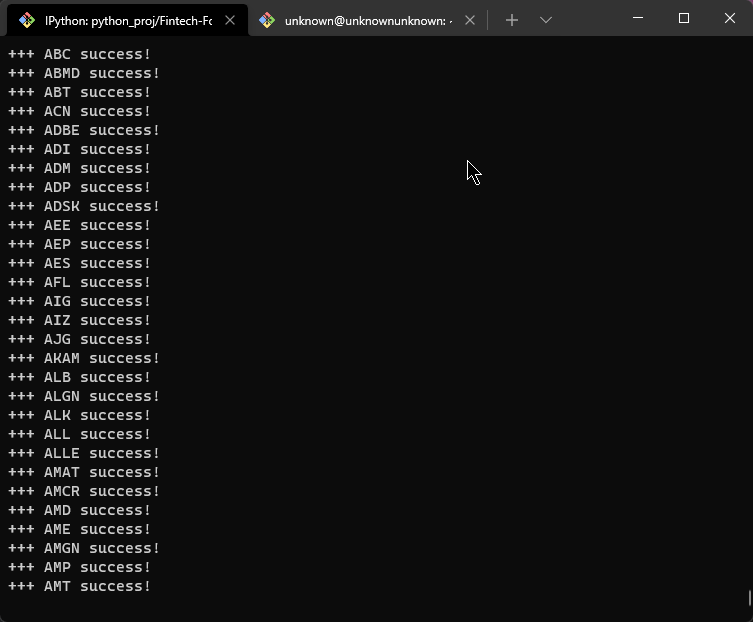 IPython: python_proj/Fintech-Fo
unknown@unknownunknown: -
+++ ABC success!
+++ ABMD success!
+++ ABT success!
+++ ACN success!
+++ ADBE success!
+++ ADI success!
+++ ADM success!
+++ ADP success!
+++ ADSK success!
+++ AEE success!
+++ AEP success!
+++ AES success!
+++ AFL success!
+++ AIG success!
+++ AIZ success!
+++ AJG success!
+++ AKAM success!
+++ ALB success!
+++ ALGN success!
+++ ALK success!
+++ ALL success!
+++ ALLE success!
+++ AMAT success!
+++ AMCR success!
+++ AMD success!
+++ AME success!
+++ AMGN success!
+++ AMP success!
+++ AMT success!